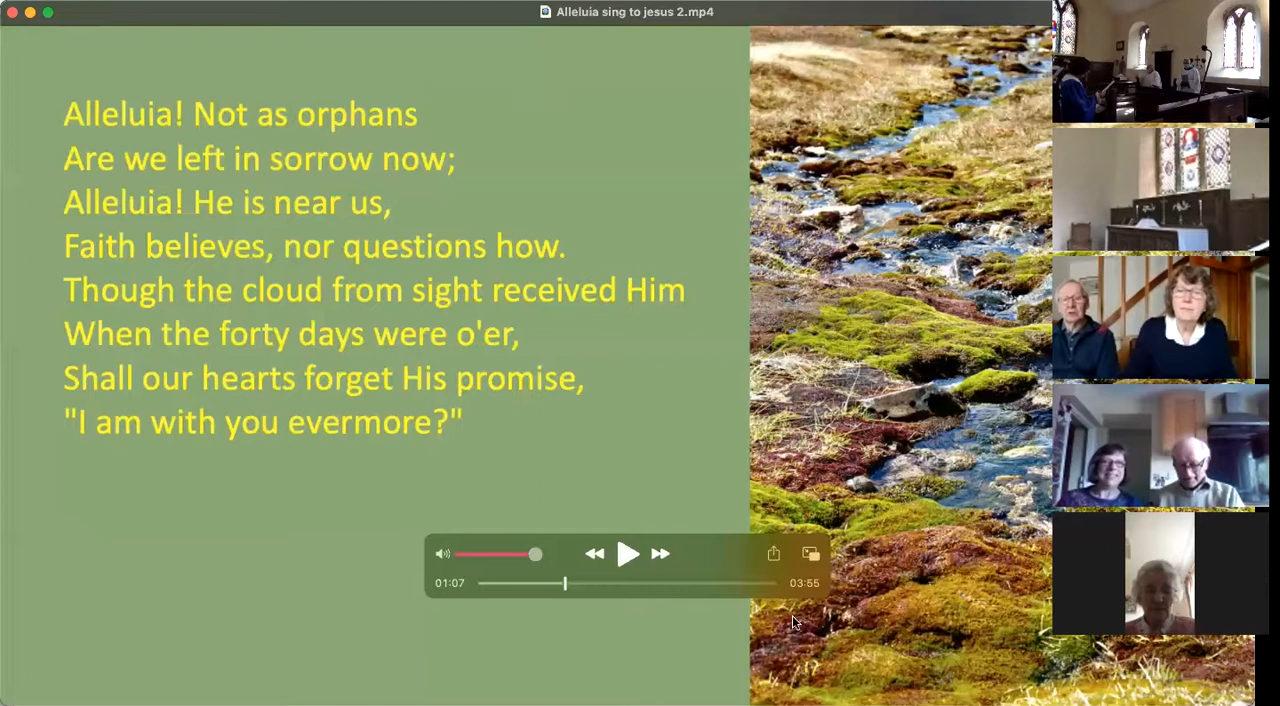 Alleluia sing to jesus 2.mp4
Alleluia! Not as orphans
Are we left in sorrow now;
Alleluia! He is near us,
Faith believes, nor questions how.
Though the cloud from sight received Him
When the forty days were o'er,
Shall our hearts forget His promise,
"I am with you evermore?"
01:07
03:55